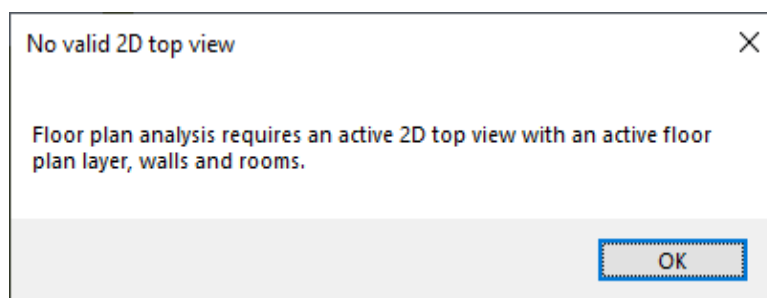 No valid 2D top view
Floor plan analysis requires an active 2D top view with an active floor
plan layer, walls and rooms.
OK